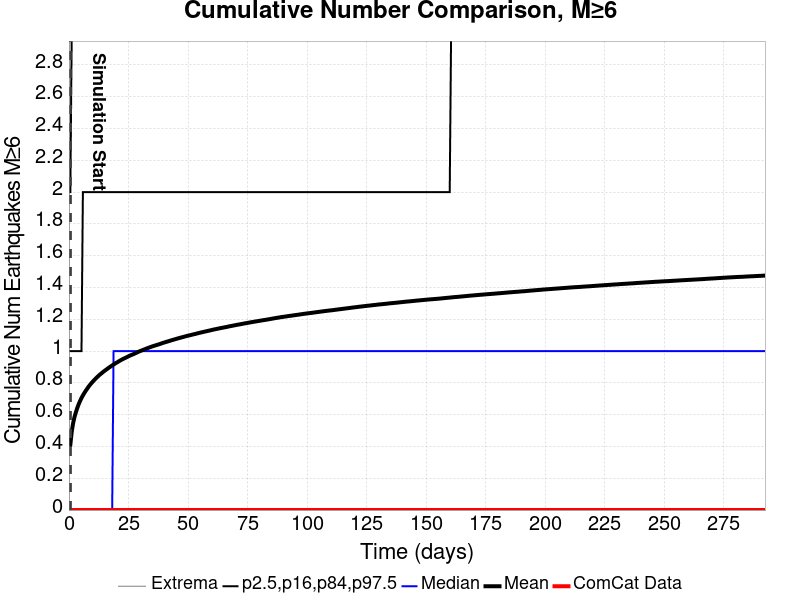 Cumulative Number Comparison, M≥6
Cumulative Num Earthquakes M≥6
2.8
2.6
2.4
2.2
2
1.8
1.6
1.4
1.2
1
0.8
0.6
0.4
0.2
0
Simulation Start
0 25 50 75 100 125 150 175 200 225 250 275
Time (days)
Extrema p2.5,p16,p84,p97.5 Median Mean ComCat Data